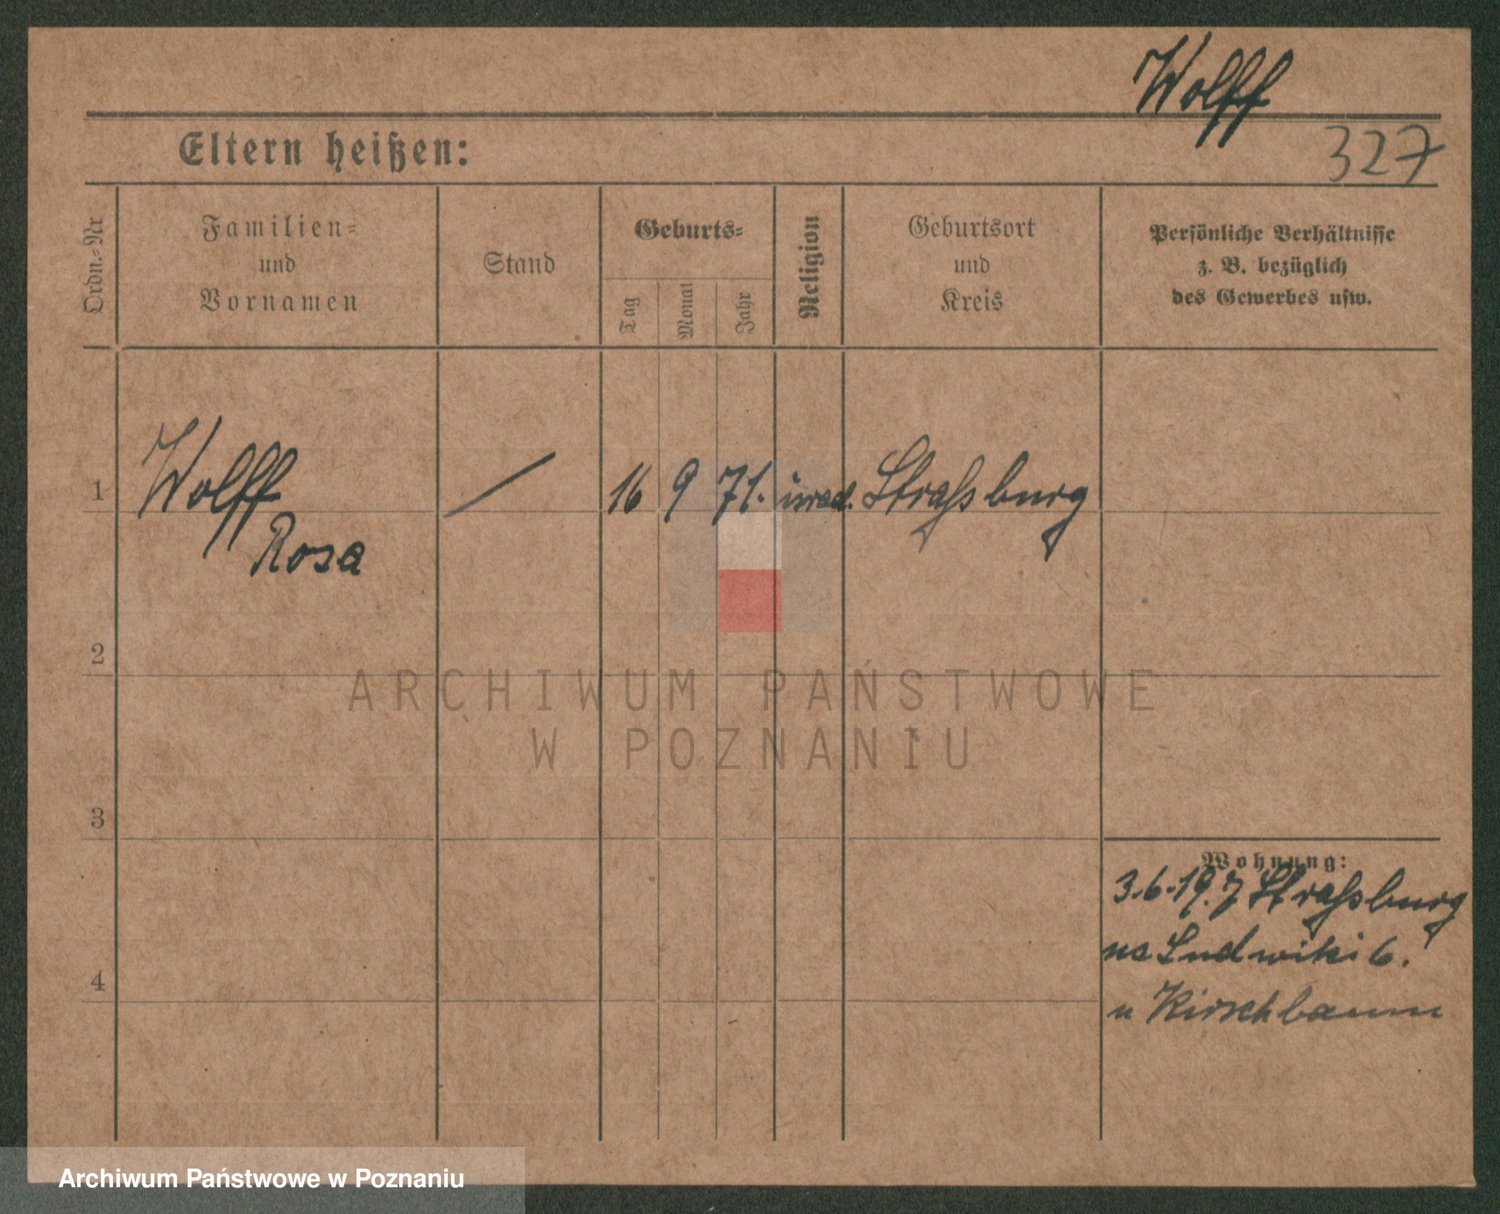 Wolff
327
Eltern heißen:
Ordn.-Nr
Familien-
und
Vornamen
Stand
Geburts-
Tag
Monat
Jahr
Religion
Geburtsort
und
Kreis
Persönliche Verhältnisse
z. B. bezüglich
des Gewerbes usw.
1
Wolff
Rosa
16 9 71.
Straßburg
2
3
4
Wohnung:
3.6.19. z Straßburg
na Ludwiki 6.
u Kirschbaum
ARCHIWUM PAŃSTWOWE
W POZNANIU
Archiwum Państwowe w Poznaniu